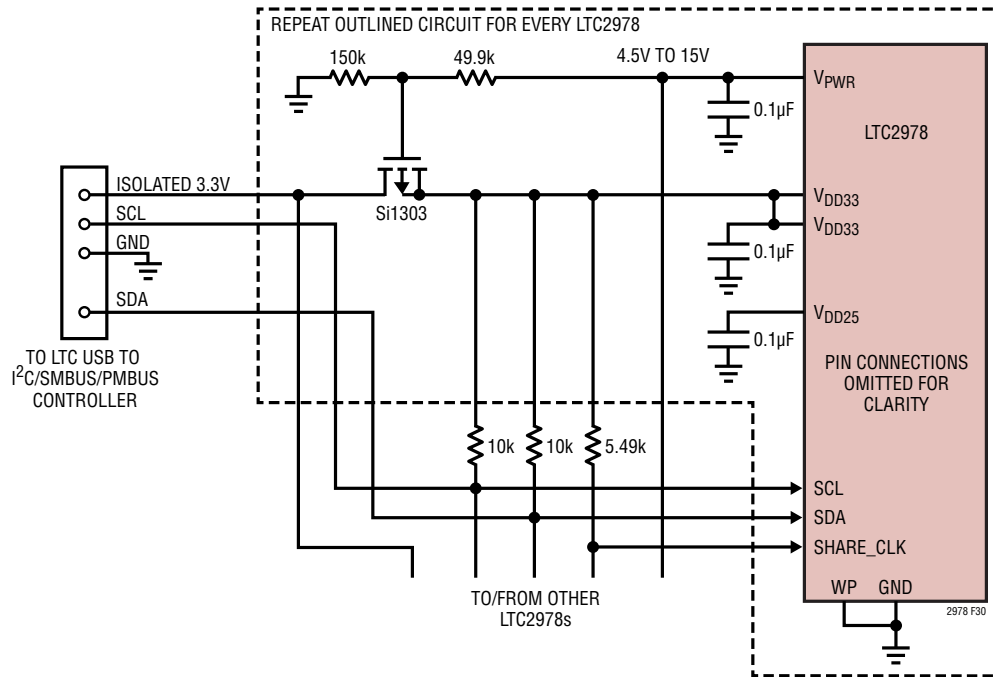 REPEAT OUTLINED CIRCUIT FOR EVERY LTC2978
150k
49.9k
4.5V TO 15V
VPWR
0.1µF
LTC2978
Si1303
ISOLATED 3.3V
SCL
GND
SDA
VDD33
VDD33
0.1µF
VDD25
0.1µF
TO LTC USB TO
I2C/SMBUS/PMBUS
CONTROLLER
PIN CONNECTIONS
OMITTED FOR
CLARITY
10k
10k
5.49k
SCL
SDA
SHARE_CLK
WP
GND
TO/FROM OTHER
LTC2978s
2978 F30